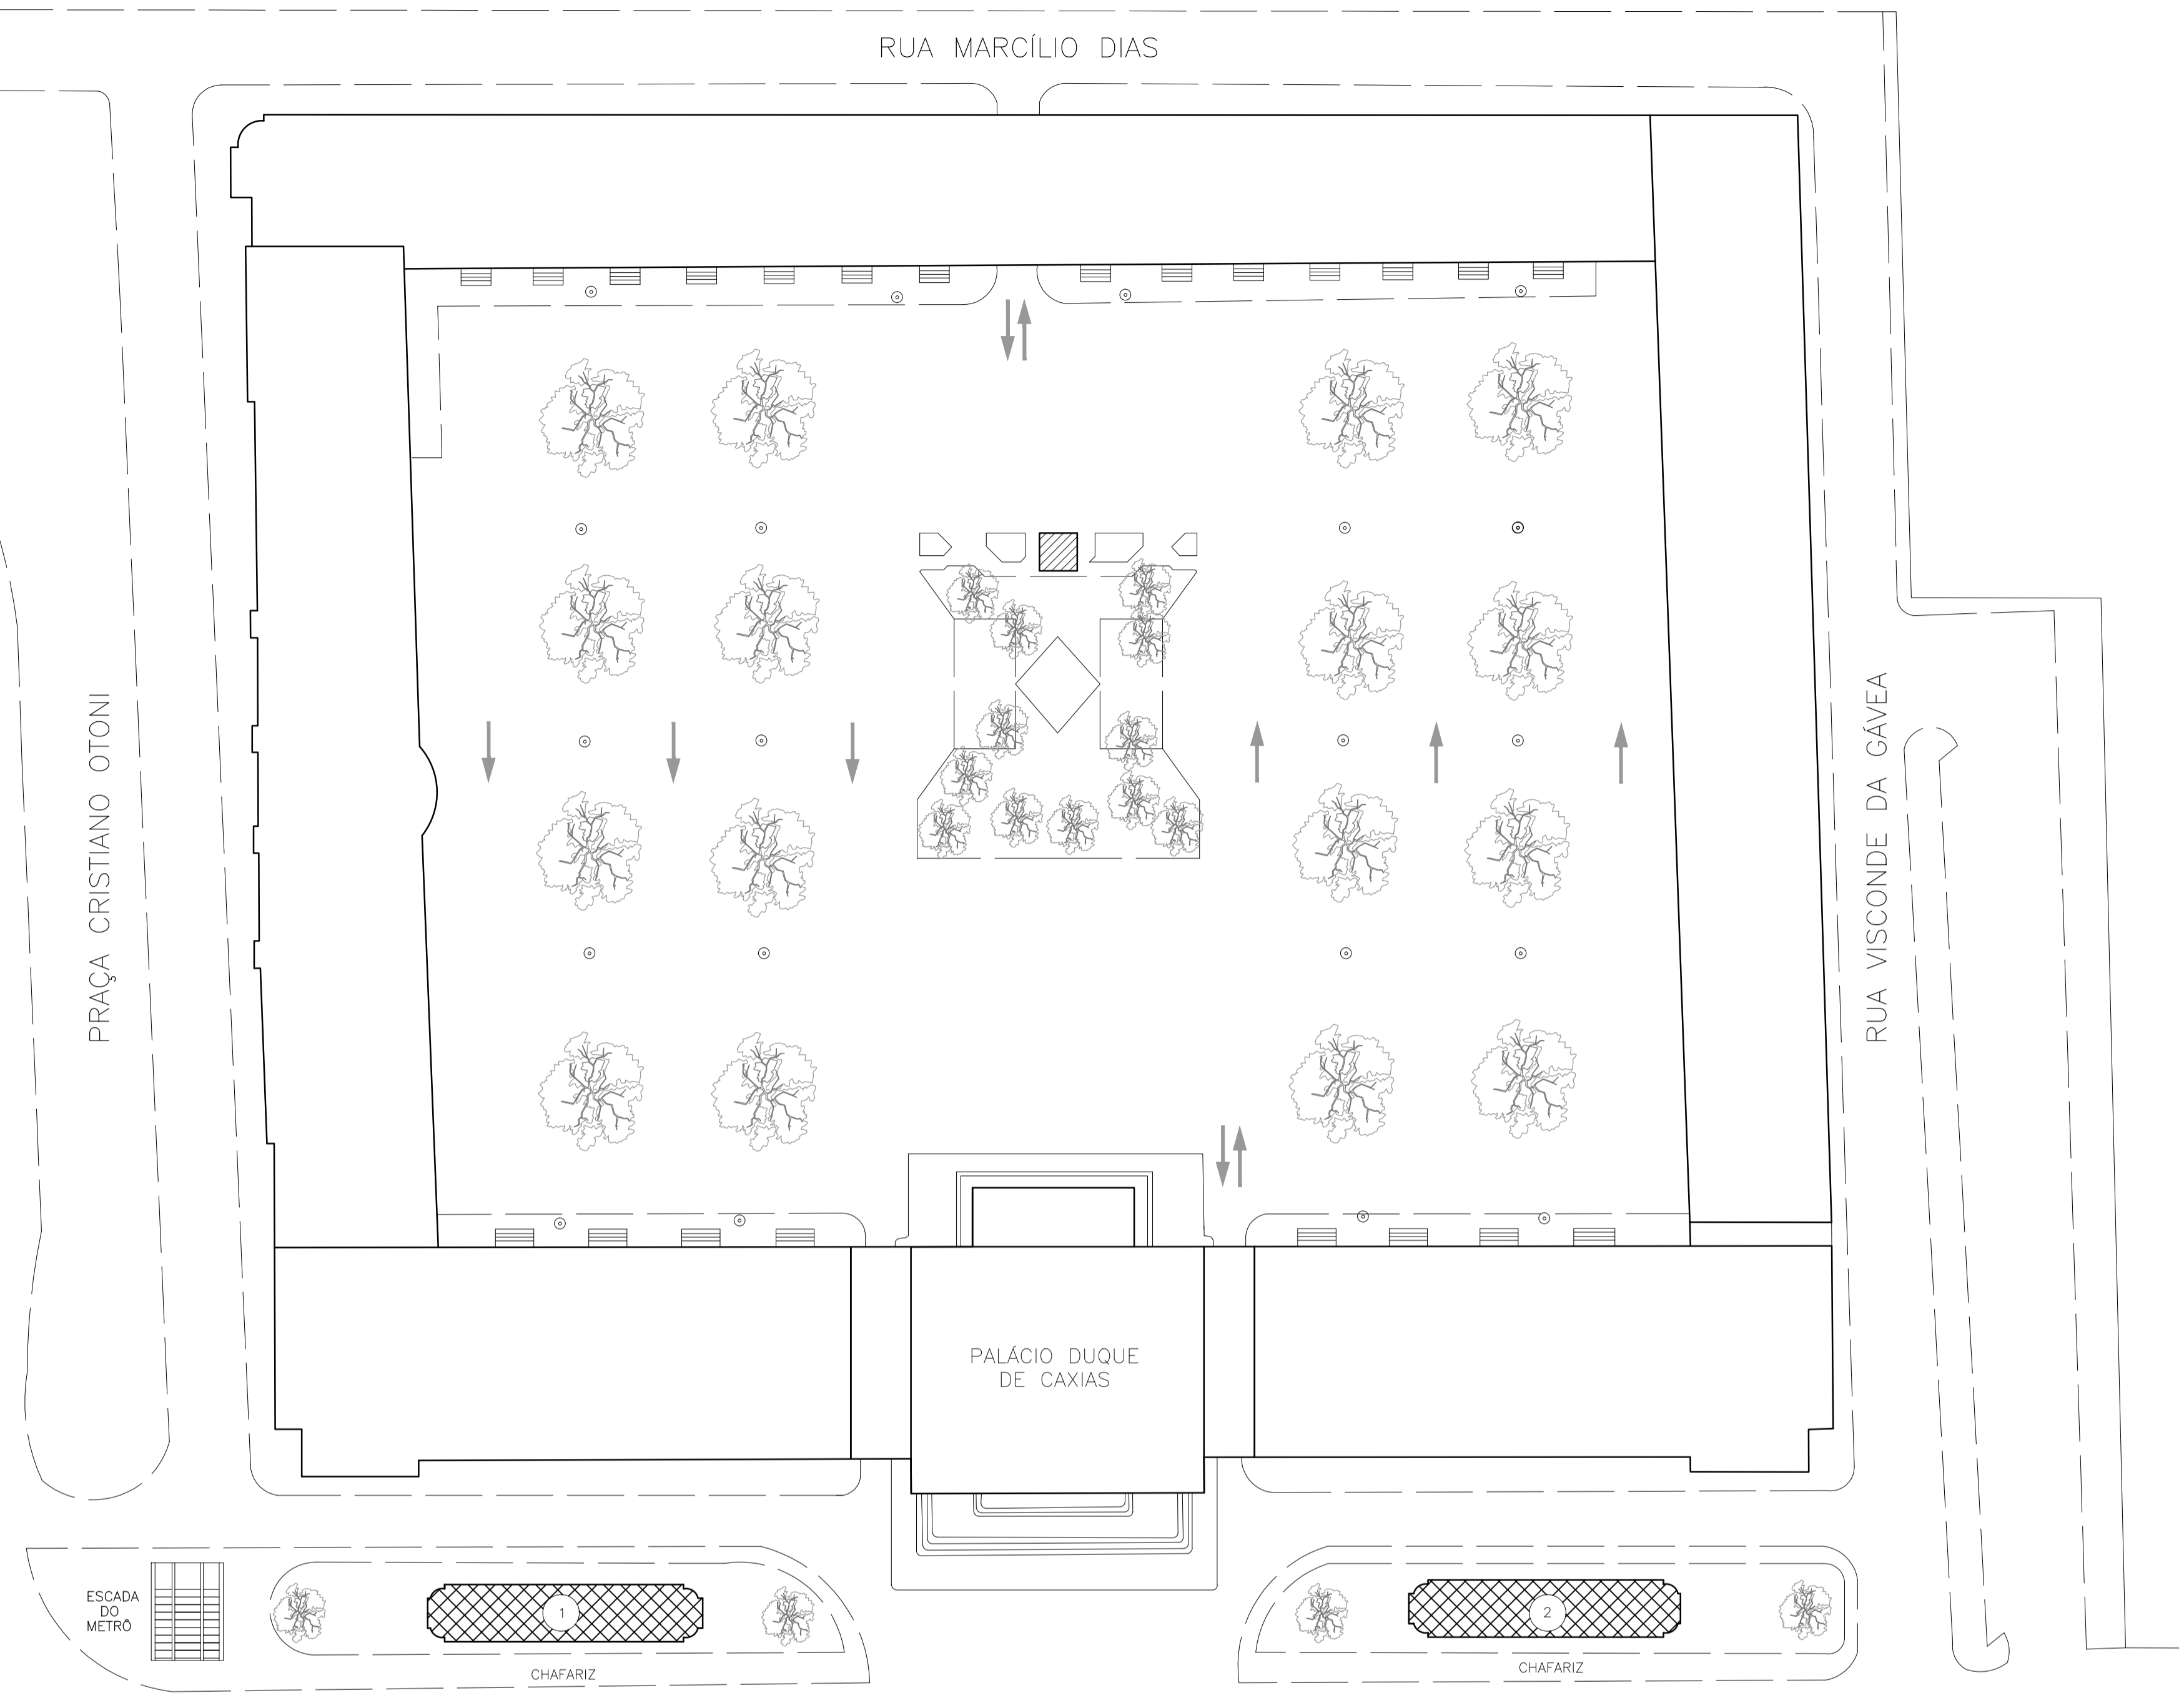 RUA MARCÍLIO DIAS
PRAÇA CRISTIANO OTONI
RUA VISCONDE DA GÁVEA
PALÁCIO DUQUE
DE CAXIAS
ESCADA
DO
METRÔ
1
CHAFARIZ
2
CHAFARIZ